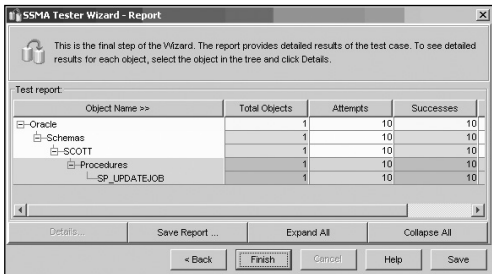 SSMA Tester Wizard - Report
This is the final step of the Wizard. The report provides detailed results of the test case. To see detailed
results for each object, select the object in the tree and click Details.
Test report:
Object Name >> Total Objects Attempts Successes
Oracle 1 10 10
Schemas 1 10 10
SCOTT 1 10 10
Procedures 1 10 10
SP_UPDATEJOB 1 10 10
Details... Save Report ... Expand All Collapse All
< Back Finish Cancel Help Save